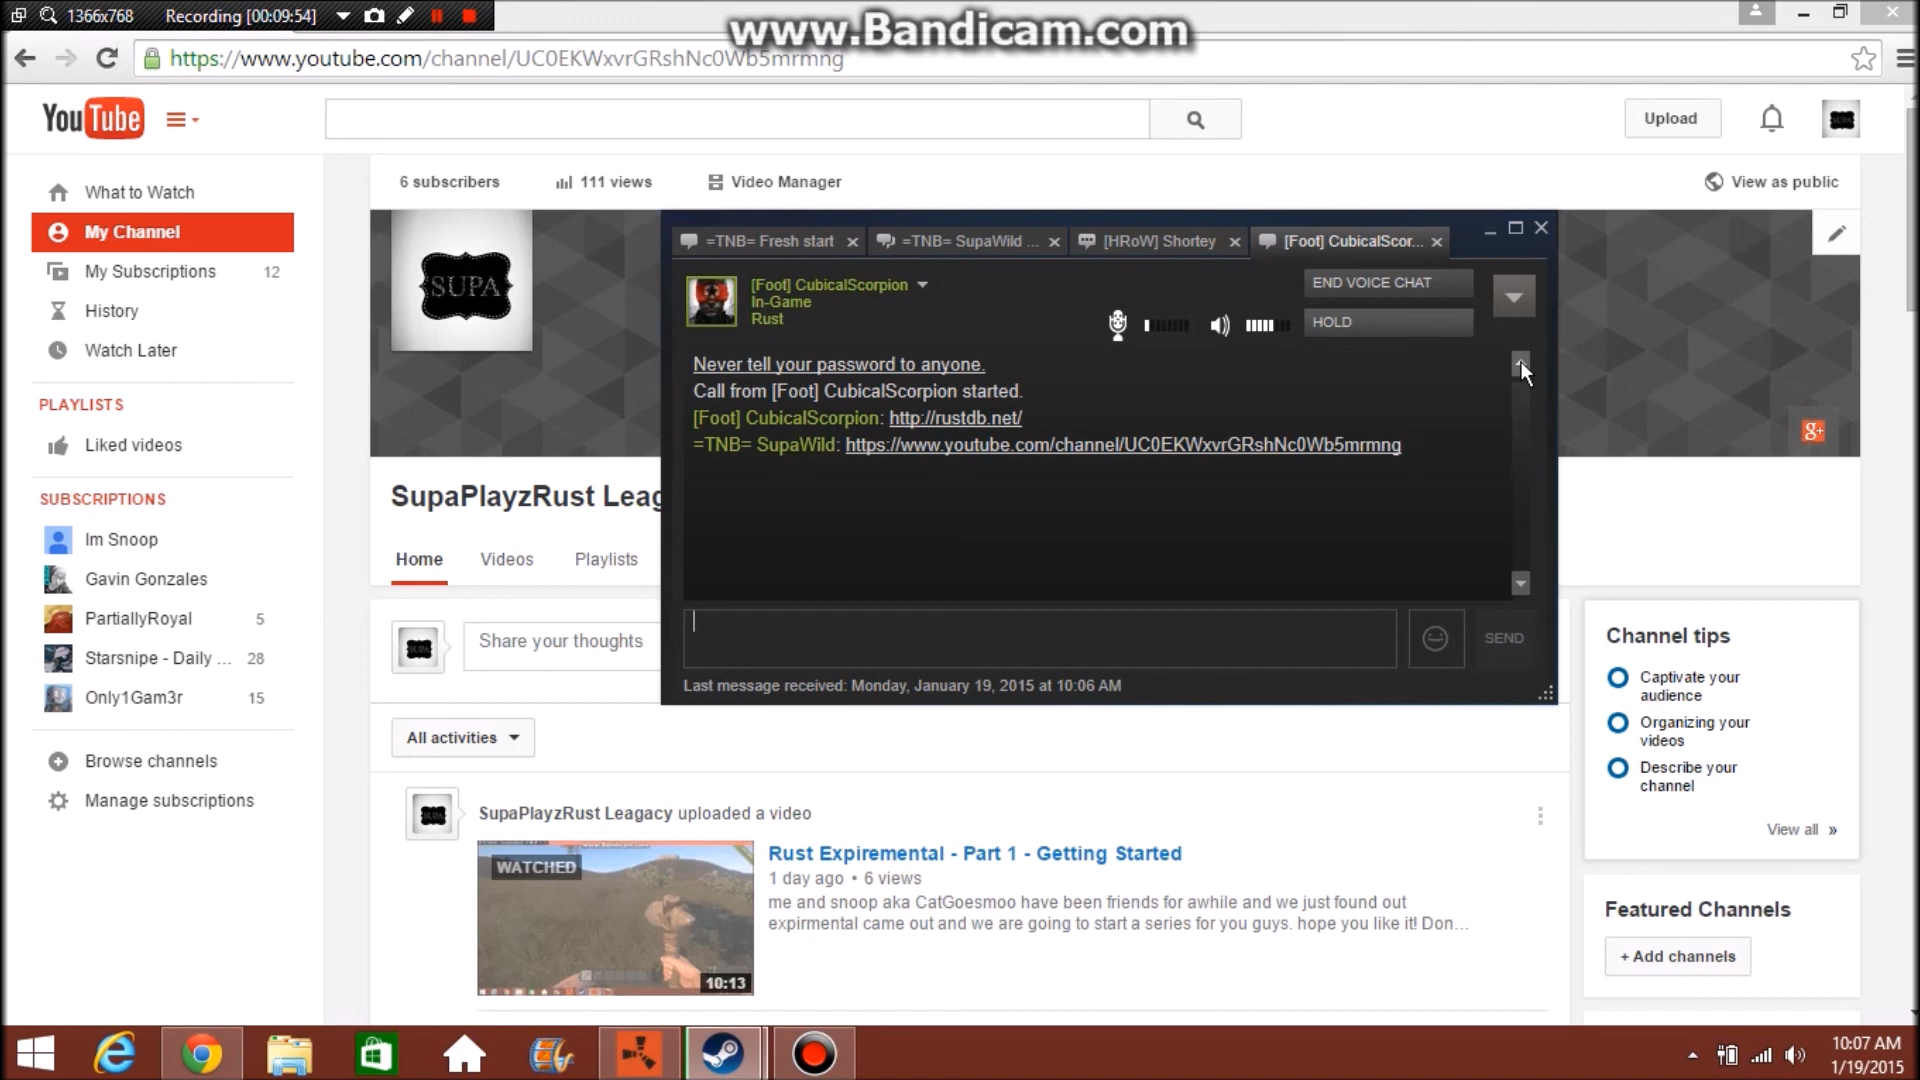 1366x768
Recording [00:09:54]
www.Bandicam.com
https://www.youtube.com/channel/UC0EKWxvrGRshNc0Wb5mrmng
YouTube
Upload
What to Watch
My Channel
My Subscriptions 12
History
Watch Later
PLAYLISTS
Liked videos
SUBSCRIPTIONS
Im Snoop
Gavin Gonzales
PartiallyRoyal 5
Starsnipe - Daily ... 28
Only1Gam3r 15
Browse channels
Manage subscriptions
6 subscribers
111 views
Video Manager
View as public
SUPA
SupaPlayzRust Leag
Home
Videos
Playlists
Share your thoughts
=TNB= Fresh start
=TNB= SupaWild ...
[HRoW] Shortey
[Foot] CubicalScor...
[Foot] CubicalScorpion
In-Game
Rust
END VOICE CHAT
HOLD
Never tell your password to anyone.
Call from [Foot] CubicalScorpion started.
[Foot] CubicalScorpion: http://rustdb.net/
=TNB= SupaWild: https://www.youtube.com/channel/UC0EKWxvrGRshNc0Wb5mrmng
SEND
Last message received: Monday, January 19, 2015 at 10:06 AM
g+
All activities
SupaPlayzRust Leagacy uploaded a video
WATCHED
10:13
Rust Expiremental - Part 1 - Getting Started
1 day ago • 6 views
me and snoop aka CatGoesmoo have been friends for awhile and we just found out
expirmental came out and we are going to start a series for you guys. hope you like it! Don...
Channel tips
Captivate your
audience
Organizing your
videos
Describe your
channel
View all »
Featured Channels
+ Add channels
10:07 AM
1/19/2015